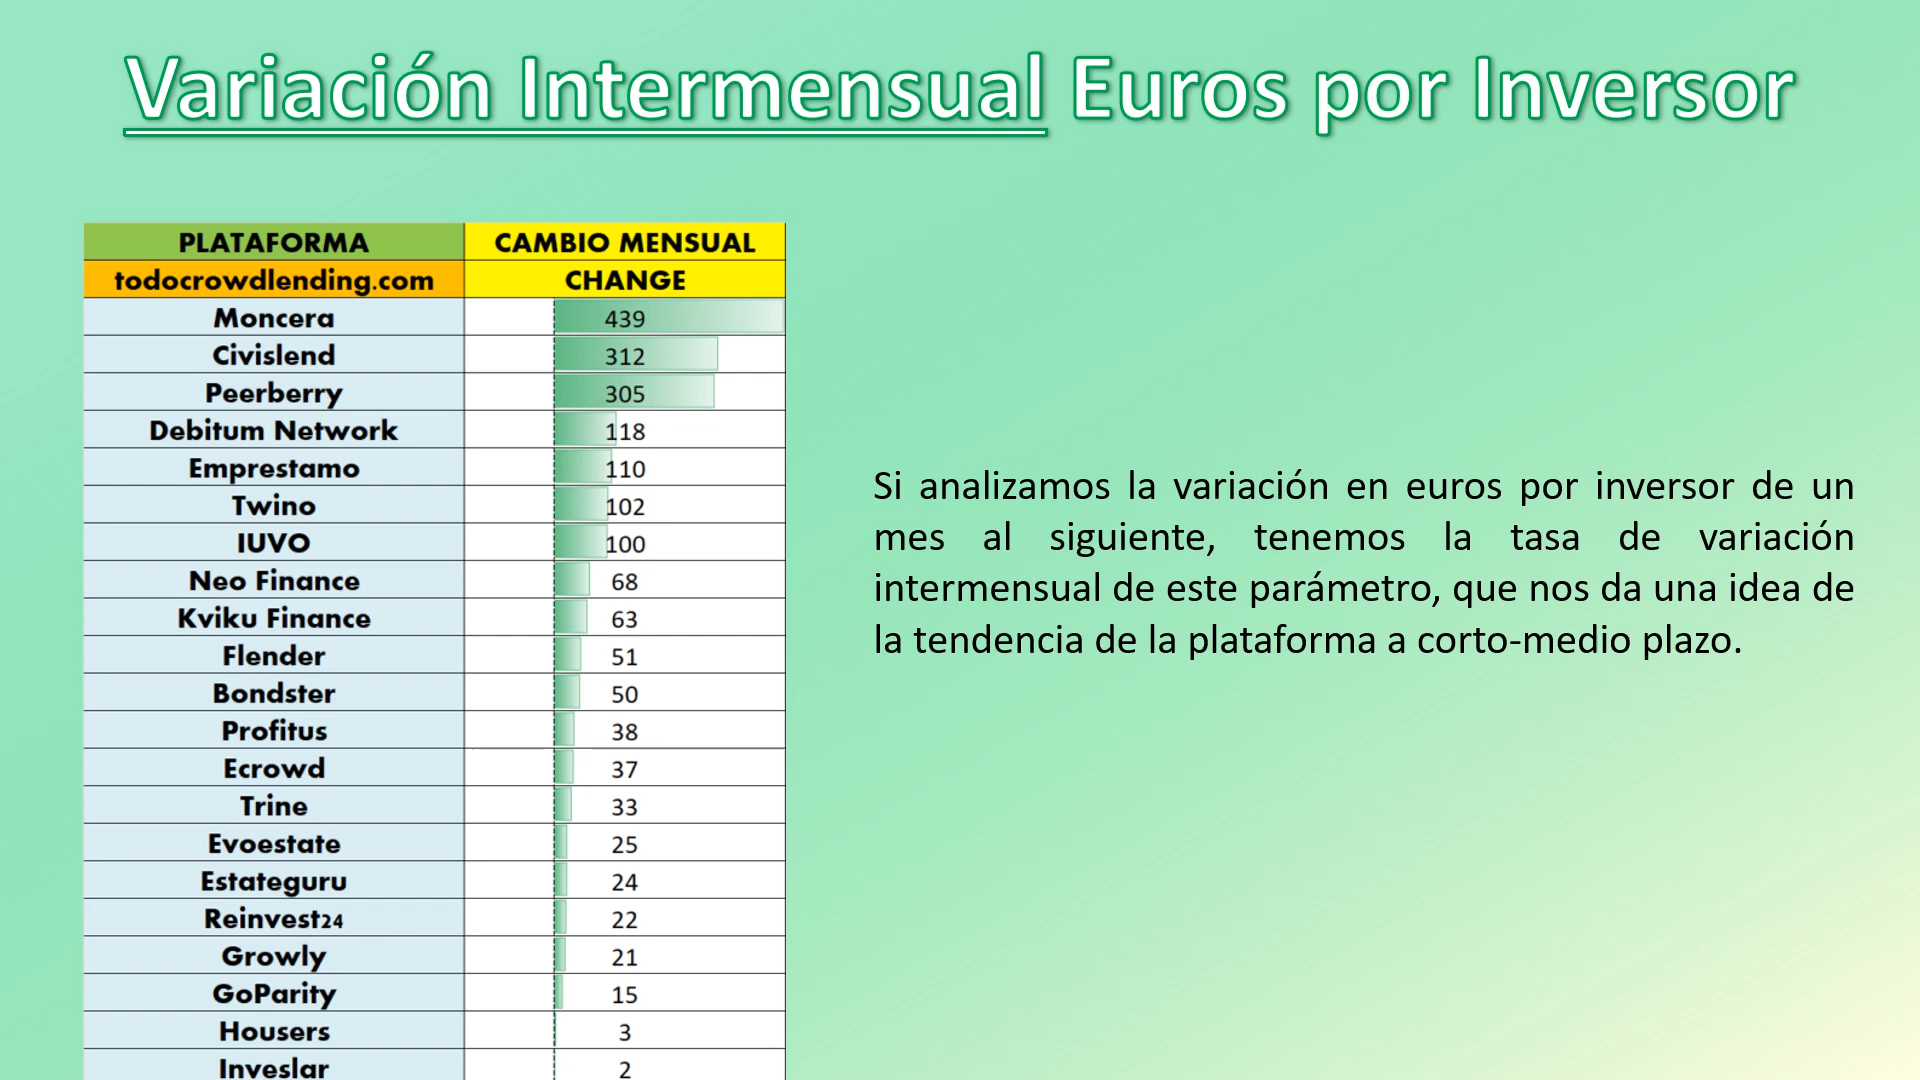 Variación Intermensual Euros por Inversor
PLATAFORMA CAMBIO MENSUAL
todocrowdlending.com CHANGE
Moncera 439
Civislend 312
Peerberry 305
Debitum Network 118
Emprestamo 110
Twino 102
IUVO 100
Neo Finance 68
Kviku Finance 63
Flender 51
Bondster 50
Profitus 38
Ecrowd 37
Trine 33
Evoestate 25
Estateguru 24
Reinvest24 22
Growly 21
GoParity 15
Housers 3
Inveslar 2
Si analizamos la variación en euros por inversor de un
mes al siguiente, tenemos la tasa de variación
intermensual de este parámetro, que nos da una idea de
la tendencia de la plataforma a corto-medio plazo.